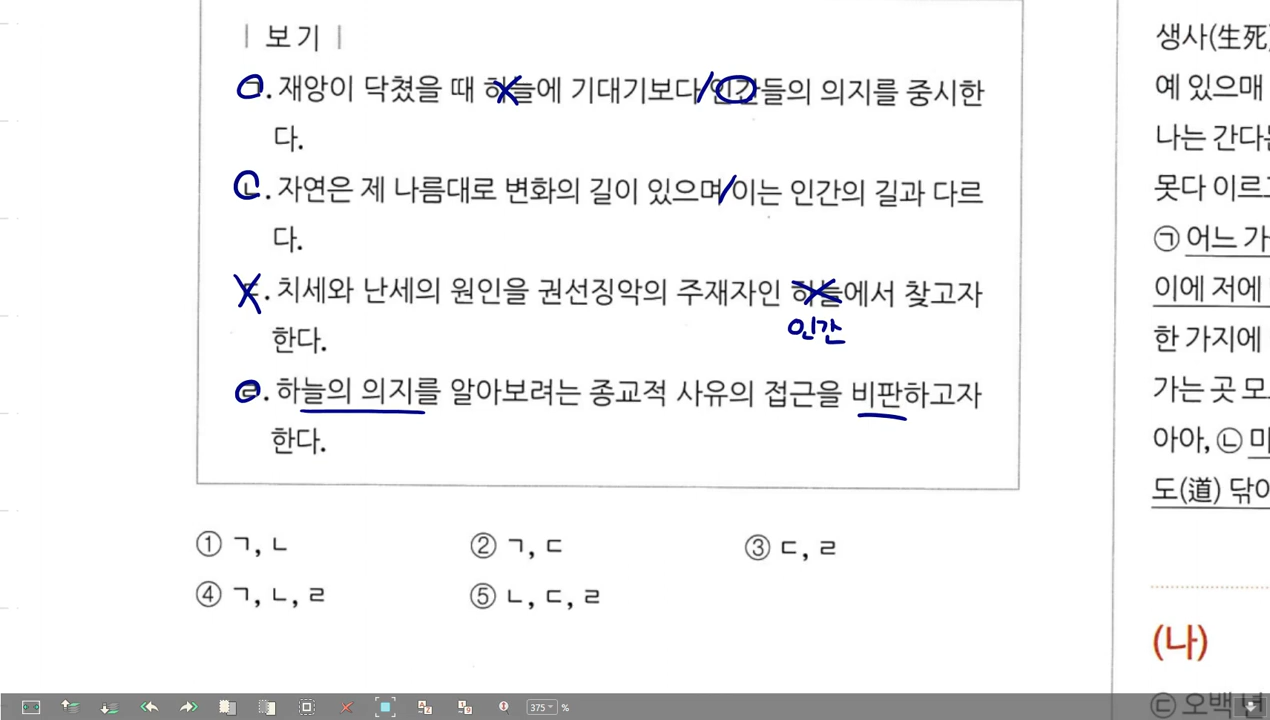 | 보 기 |
ㄱ. 재앙이 닥쳤을 때 하늘에 기대기보다 인간들의 의지를 중시한
다.
ㄴ. 자연은 제 나름대로 변화의 길이 있으며 이는 인간의 길과 다르
다.
ㄷ. 치세와 난세의 원인을 권선징악의 주재자인 하늘에서 찾고자
인간
한다.
ㄹ. 하늘의 의지를 알아보려는 종교적 사유의 접근을 비판하고자
한다.
① ㄱ, ㄴ
② ㄱ, ㄷ
③ ㄷ, ㄹ
④ ㄱ, ㄴ, ㄹ
⑤ ㄴ, ㄷ, ㄹ
생사(生死)
예 있으매
나는 간다
못다 이르
㉠ 어느 가
이에 저에
한 가지에
가는 곳 모
아아, ㉡ 미
도(道) 닦아
(나)
㉢ 오백 년
375 %